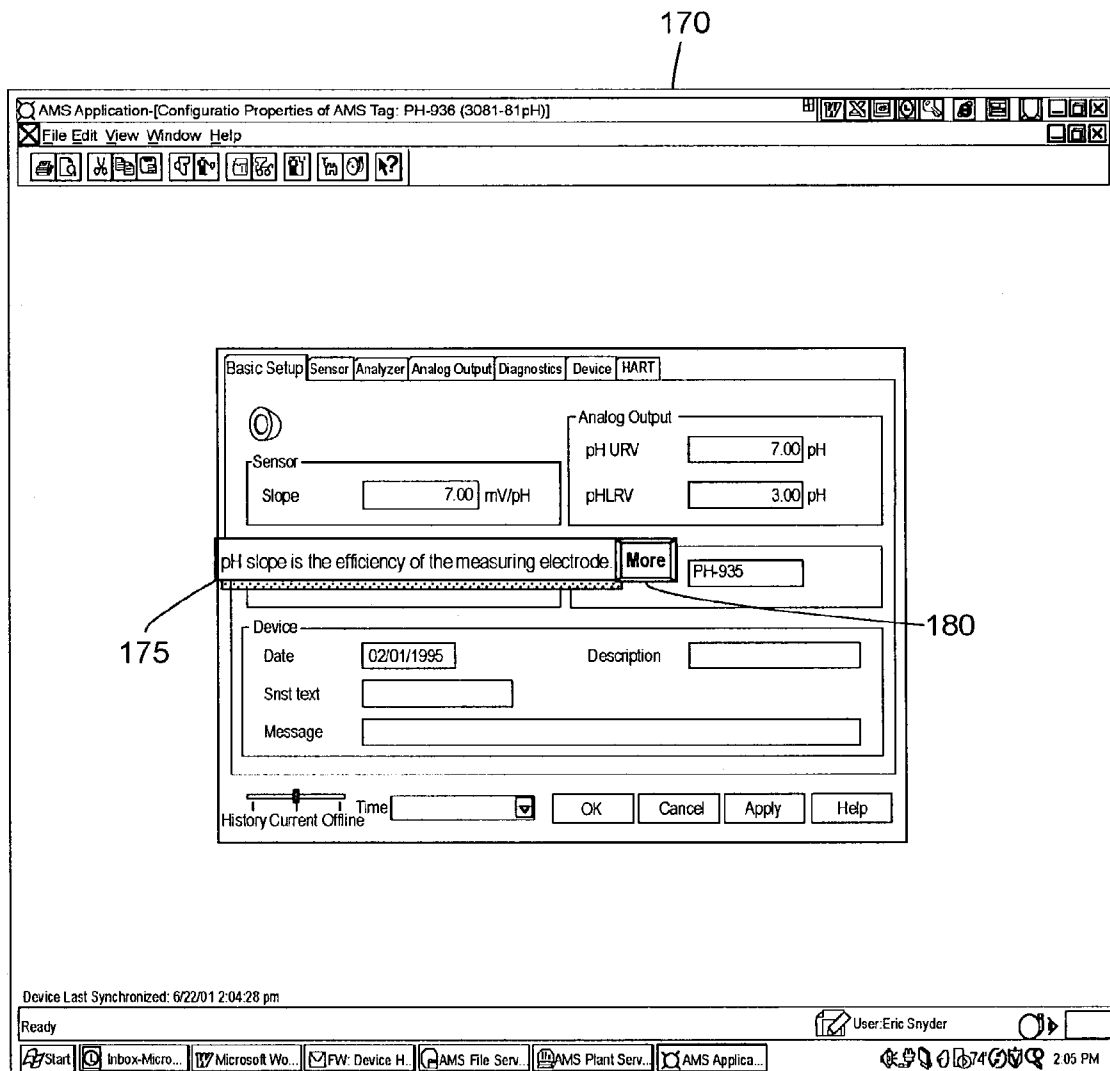 170
AMS Application-[Configuratio Properties of AMS Tag: PH-936 (3081-81pH)]
File Edit View Window Help
Basic Setup Sensor Analyzer Analog Output Diagnostics Device HART
Analog Output
pH URV 7.00 pH
Sensor
Slope 7.00 mV/pH
pHLRV 3.00 pH
pH slope is the efficiency of the measuring electrode. More
PH-935
175
180
Device
Date 02/01/1995 Description
Snst text
Message
History Current Offline Time OK Cancel Apply Help
Device Last Synchronized: 6/22/01 2:04:28 pm
Ready User:Eric Snyder
Start Inbox-Micro... Microsoft Wo... FW: Device H.. AMS File Serv.. AMS Plant Serv... AMS Applica... 74° 2:05 PM